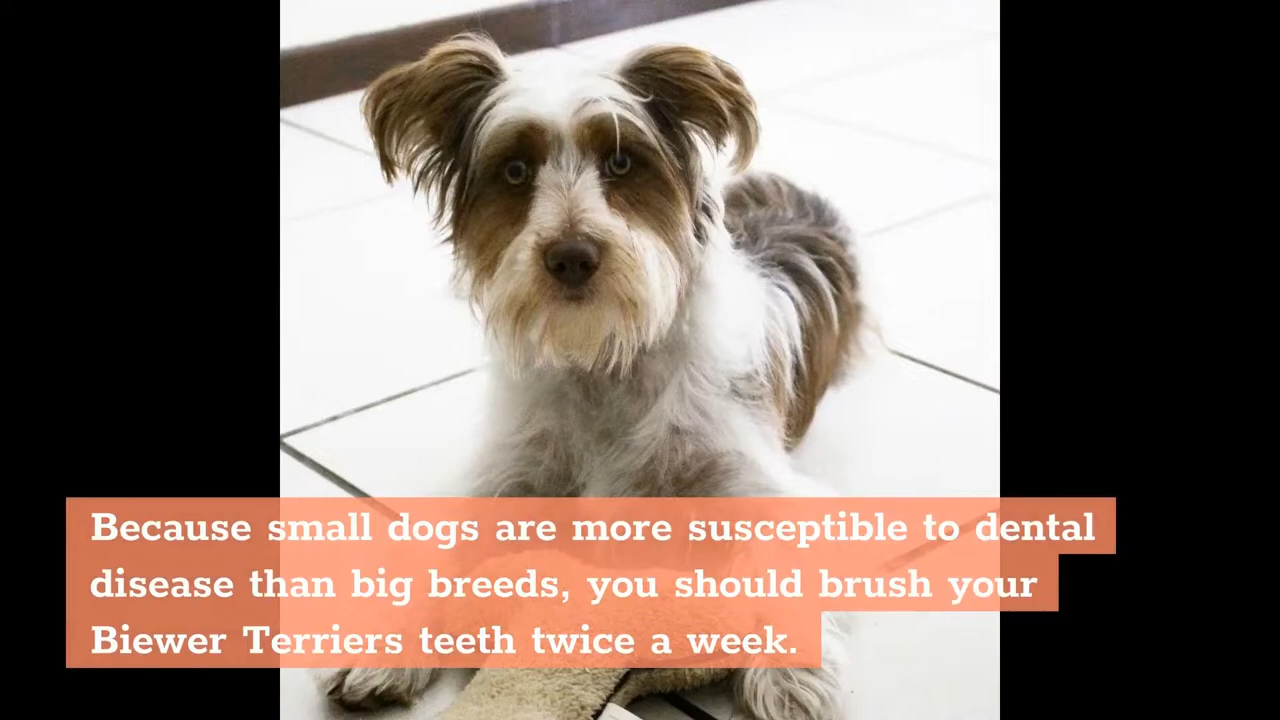 Because small dogs are more susceptible to dental
disease than big breeds, you should brush your
Biewer Terriers teeth twice a week.